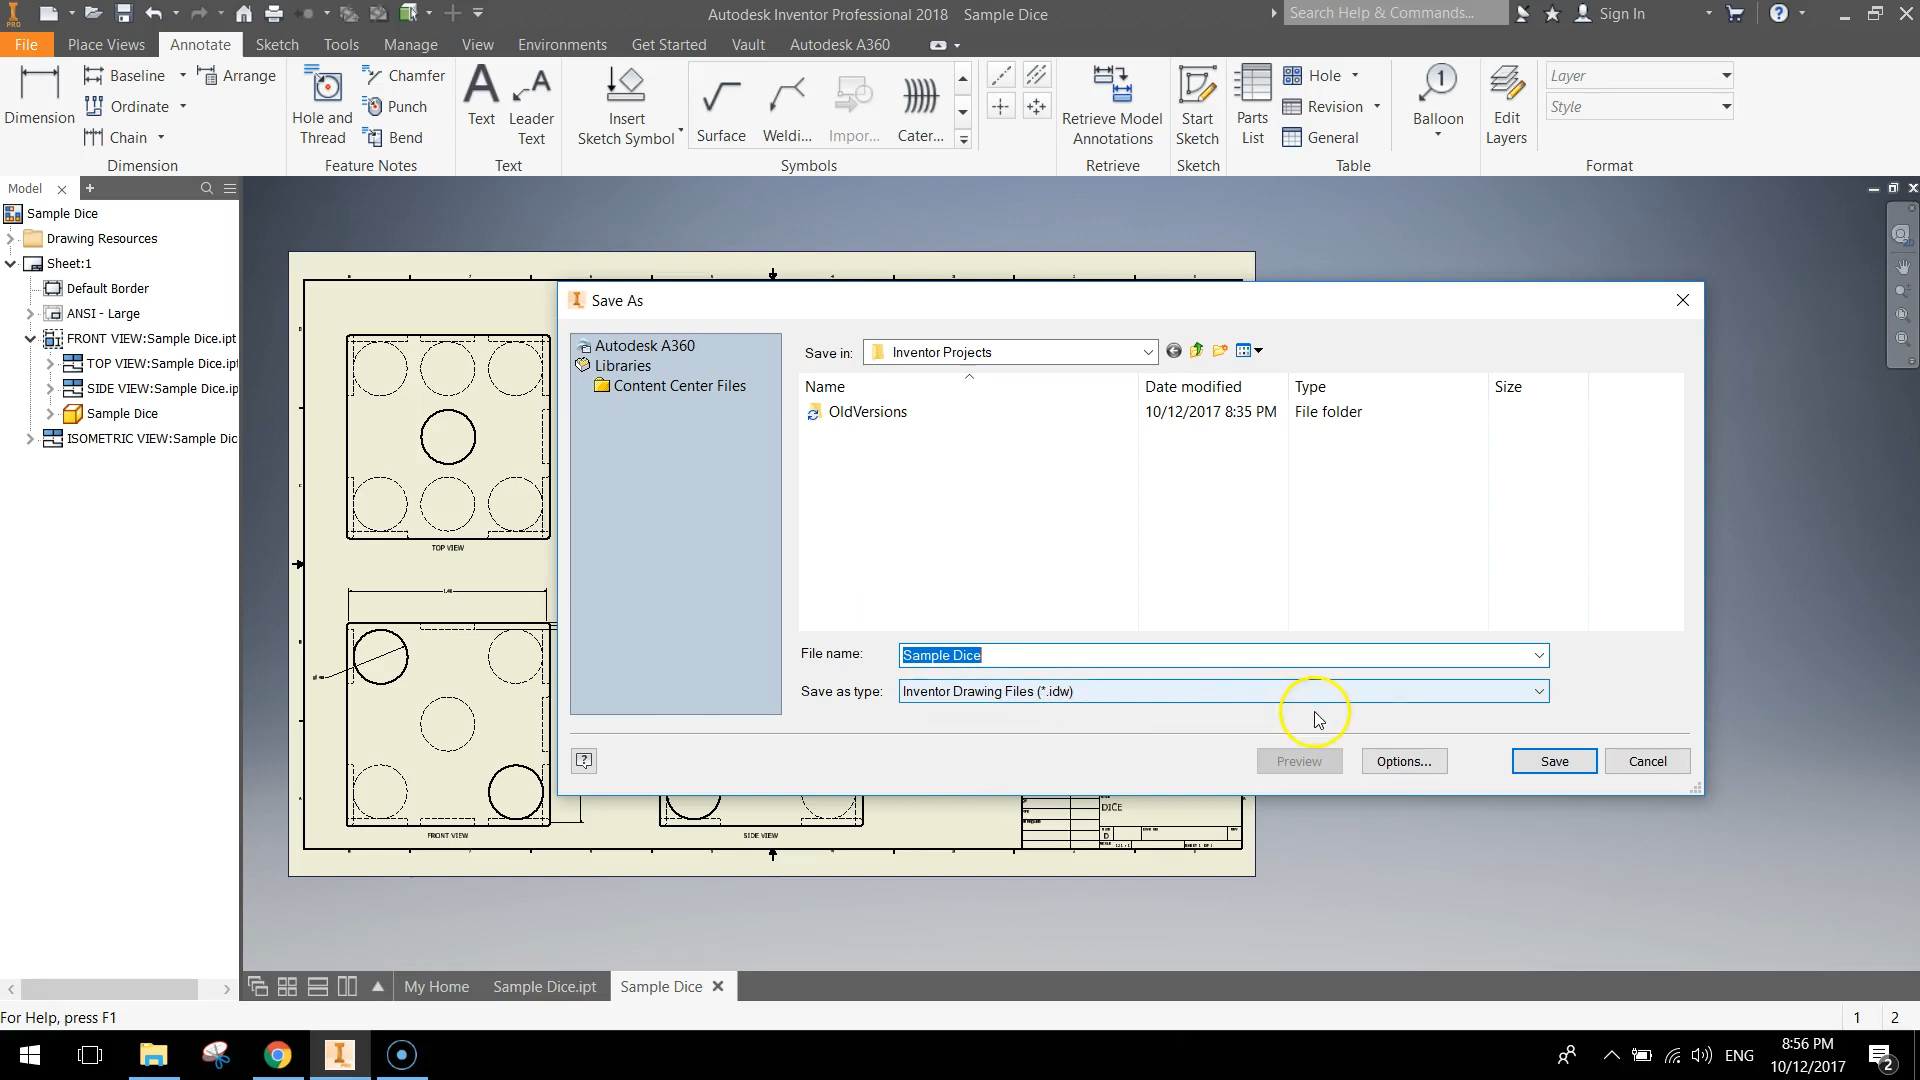 PRO
Autodesk Inventor Professional 2018 Sample Dice
Search Help & Commands...
Sign In
File
Place Views
Annotate
Sketch
Tools
Manage
View
Environments
Get Started
Vault
Autodesk A360
Dimension
Baseline
Ordinate
Chain
Arrange
Dimension
Hole and
Thread
Chamfer
Punch
Bend
Feature Notes
Text
Leader
Text
Text
Insert
Sketch Symbol
Surface
Weldi...
Impor...
Cater...
Symbols
Retrieve Model
Annotations
Retrieve
Start
Sketch
Sketch
Parts
List
Hole
Revision
General
Table
Balloon
Edit
Layers
Layer
Style
Format
Model
Sample Dice
Drawing Resources
Sheet:1
Default Border
ANSI - Large
FRONT VIEW:Sample Dice.ipt
TOP VIEW:Sample Dice.ipt
SIDE VIEW:Sample Dice.ip
Sample Dice
ISOMETRIC VIEW:Sample Dic
TOP VIEW
FRONT VIEW
SIDE VIEW
DICE
D
Save As
Autodesk A360
Libraries
Content Center Files
Save in: Inventor Projects
Name Date modified Type Size
OldVersions 10/12/2017 8:35 PM File folder
File name: Sample Dice
Save as type: Inventor Drawing Files (*.idw)
Preview
Options...
Save
Cancel
My Home
Sample Dice.ipt
Sample Dice
For Help, press F1
1 2
ENG
8:56 PM
10/12/2017
2